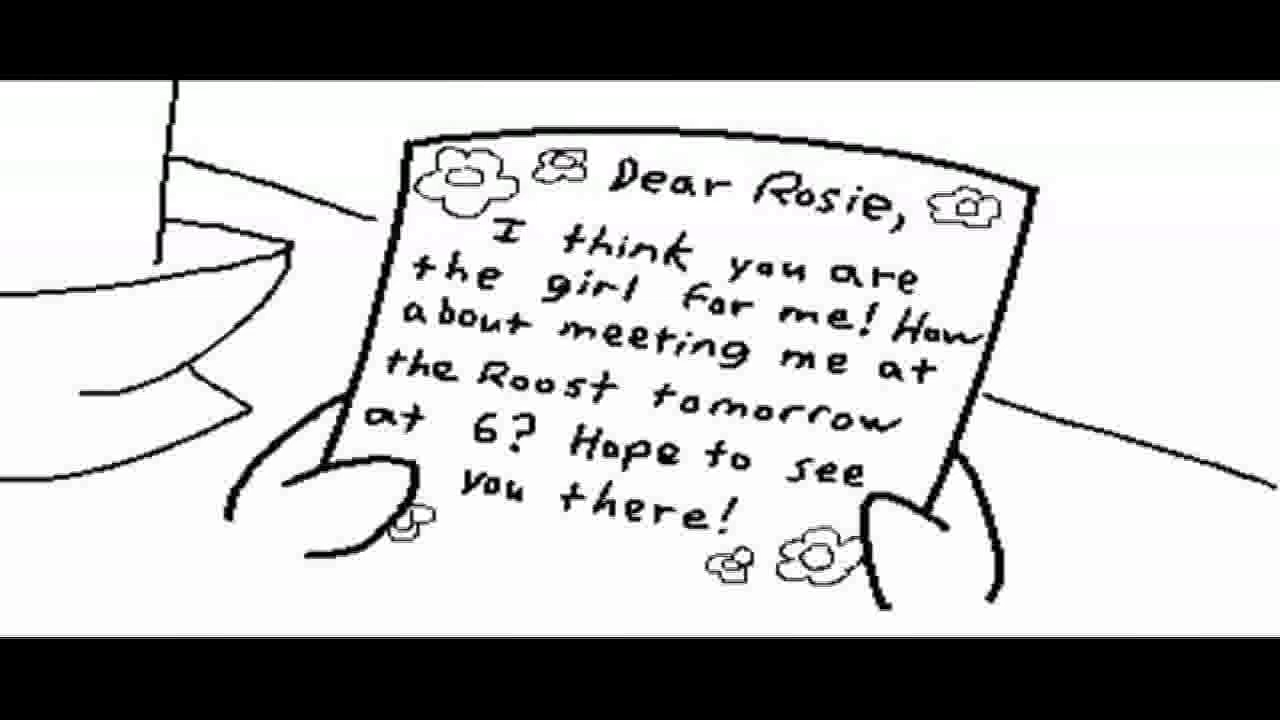 Dear Rosie,
I think you are
the girl for me! How
about meeting me at
the Roost tomorrow
at 6? Hope to see
you there!